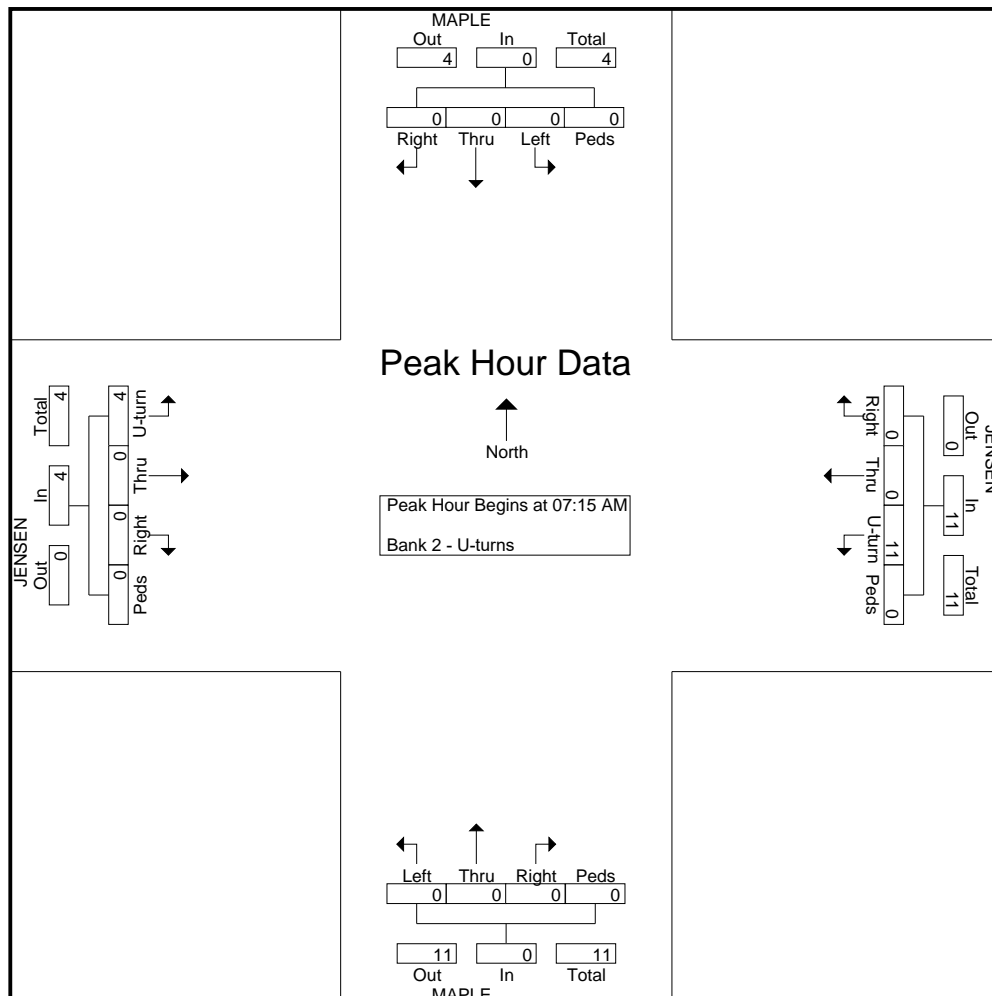 MAPLE
Out In Total
4 0 4
0 0 0 0
Right Thru Left Peds
Peak Hour Data
North
Peak Hour Begins at 07:15 AM
Bank 2 - U-turns
JENSEN
Out In Total
0 4 4
4 0 0 0
U-turn Thru Right Peds
JENSEN
Out In Total
0 11 11
0 0 11 0
Right Thru U-turn Peds
Left Thru Right Peds
0 0 0 0
11 0 11
Out In Total
MAPLE